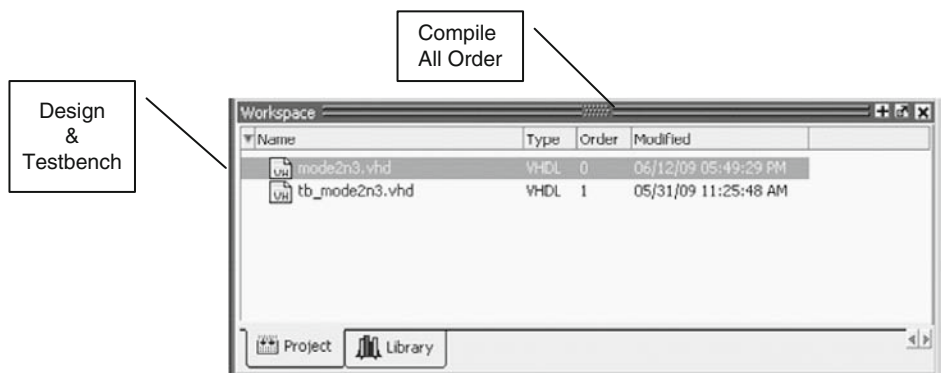 Compile
All Order
Design
&
Testbench
Workspace
Name Type Order Modified
mode2n3.vhd VHDL 0 06/12/09 05:49:29 PM
tb_mode2n3.vhd VHDL 1 05/31/09 11:25:48 AM
Project Library